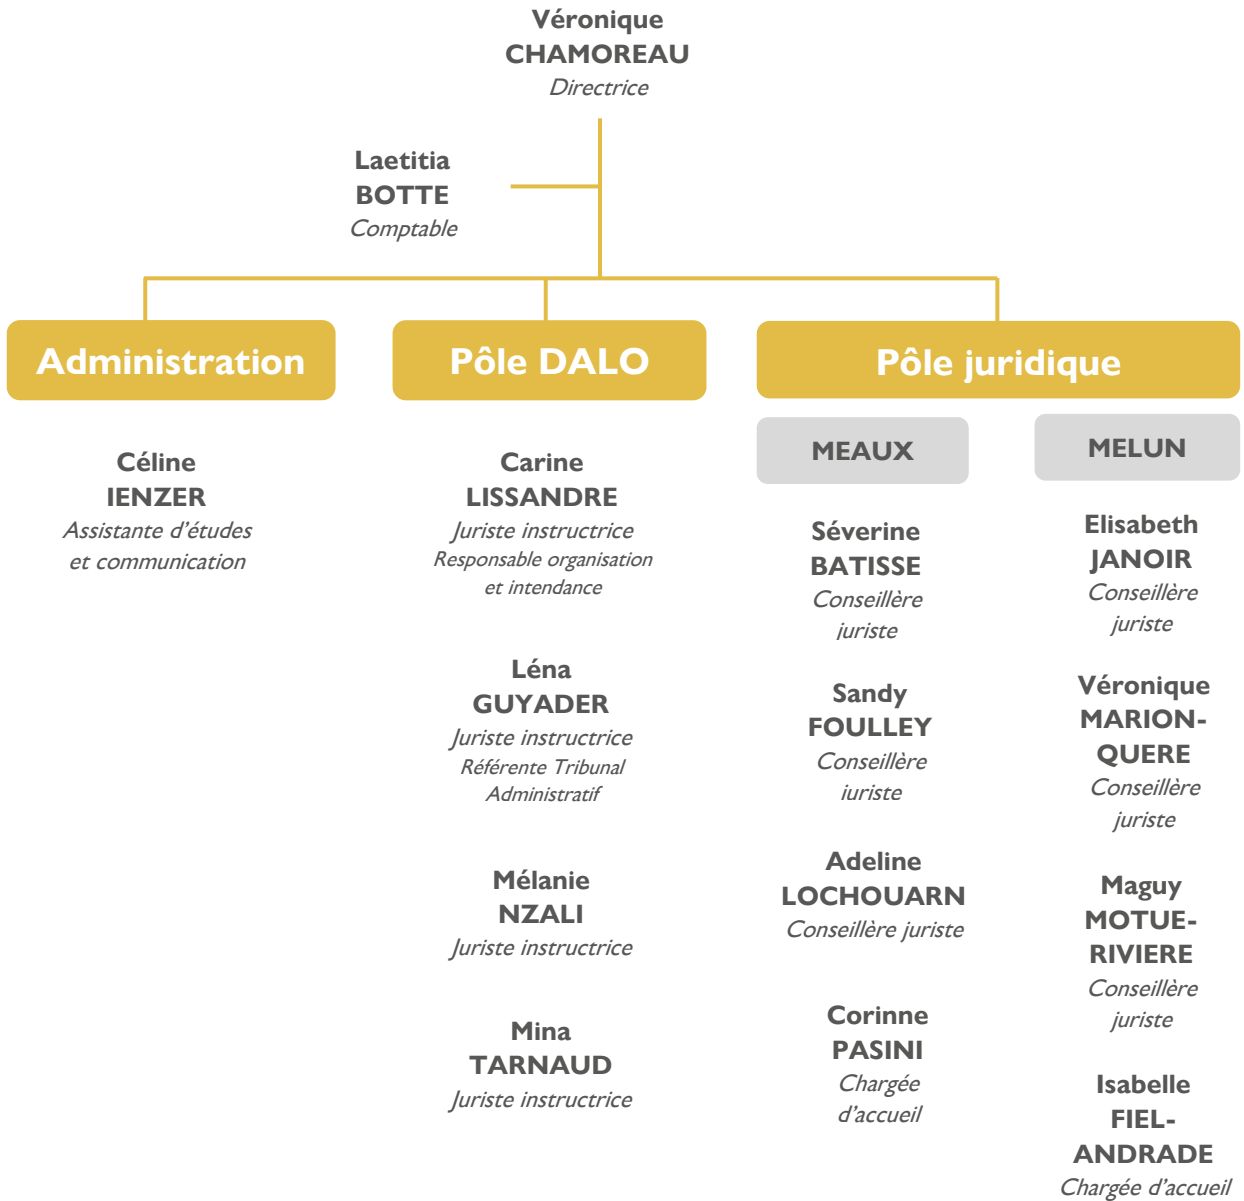 Véronique
CHAMOREAU
Directrice
Laetitia
BOTTE
Comptable
Administration
Céline
IENZER
Assistante d'études
et communication
Pôle DALO
Carine
LISSANDRE
Juriste instructrice
Responsable organisation
et intendance
Léna
GUYADER
Juriste instructrice
Référente Tribunal
Administratif
Mélanie
NZALI
Juriste instructrice
Mina
TARNAUD
Juriste instructrice
Pôle juridique
MEAUX
Séverine
BATISSE
Conseillère
juriste
Sandy
FOULLEY
Conseillère
juriste
Adeline
LOCHOUARN
Conseillère juriste
Corinne
PASINI
Chargée
d'accueil
MELUN
Elisabeth
JANOIR
Conseillère
juriste
Véronique
MARION-
QUERE
Conseillère
juriste
Maguy
MOTUE-
RIVIERE
Conseillère
juriste
Isabelle
FIEL-
ANDRADE
Chargée d'accueil